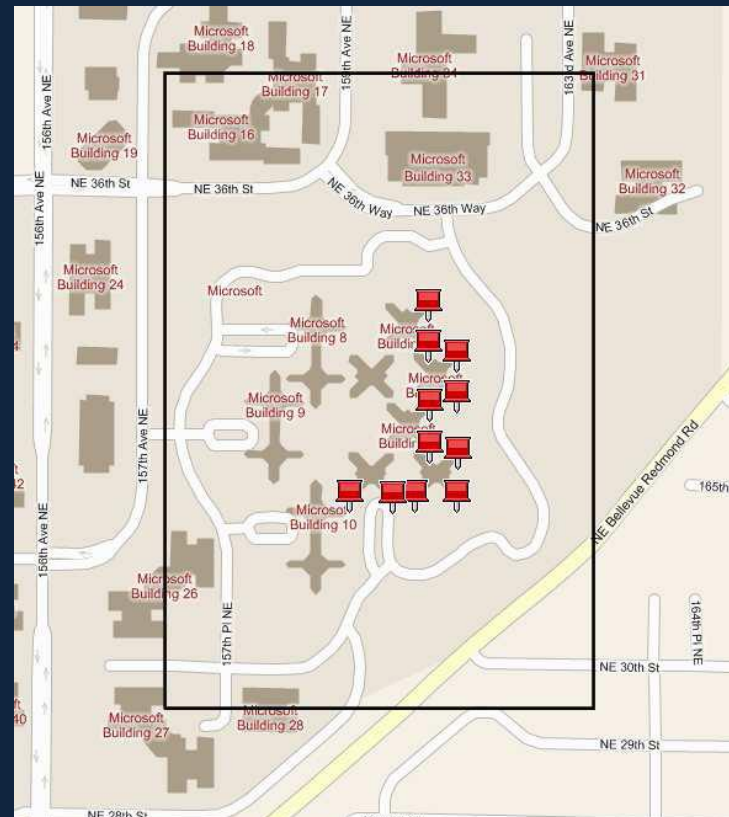 Microsoft
Building 18
156th Ave NE
159th Ave NE
163rd Ave NE
Microsoft
Building 31
Microsoft
Building 17
Microsoft
Microsoft
Building 16
Microsoft
Building 19
Microsoft
Building 33
Microsoft
Building 32
NE 36th St
NE 36th St
NE 36th Way
NE 36th Way
NE 36th St
156th Ave NE
Microsoft
Building 24
Microsoft
Microsoft
Building 8
Microsoft
Building 9
157th Ave NE
Microsoft
Building 10
NE Bellevue Redmond Rd
165th
156th Ave NE
Microsoft
Building 26
157th Pl NE
164th Pl NE
NE 30th St
Microsoft
Building 27
Microsoft
Building 28
NE 29th St
NE 28th St